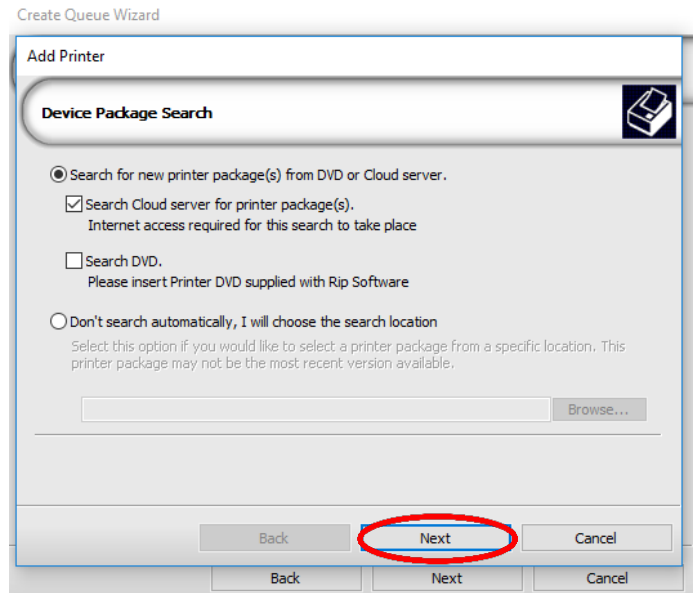 Create Queue Wizard
Add Printer
Device Package Search
Search for new printer package(s) from DVD or Cloud server.
Search Cloud server for printer package(s).
Internet access required for this search to take place
Search DVD.
Please insert Printer DVD supplied with Rip Software
Don't search automatically, I will choose the search location
Select this option if you would like to select a printer package from a specific location. This
printer package may not be the most recent version available.
Browse...
Back Next Cancel
Back Next Cancel